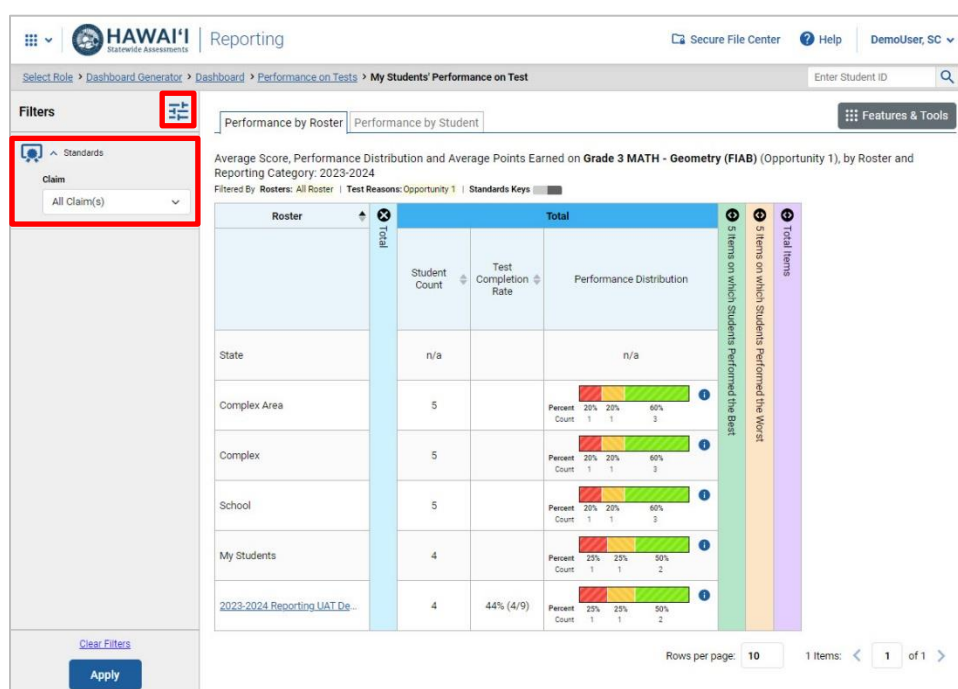 HAWAI‘I
Statewide Assessments
Reporting
Secure File Center
Help
DemoUser, SC
Select Role > Dashboard Generator > Dashboard > Performance on Tests > My Students' Performance on Test
Enter Student ID
Filters
Standards
Claim
All Claim(s)
Performance by Roster
Performance by Student
Features & Tools
Average Score, Performance Distribution and Average Points Earned on Grade 3 MATH - Geometry (FIAB) (Opportunity 1), by Roster and
Reporting Category: 2023-2024
Filtered By Rosters: All Roster | Test Reasons: Opportunity 1 | Standards Keys
Roster
Total
Total
Student
Count
Test
Completion
Rate
Performance Distribution
5 Items on which Students Performed the Best
5 Items on which Students Performed the Worst
Total Items
State
n/a
n/a
Complex Area
5
Percent 20% 20% 60%
Count 1 1 3
Complex
5
Percent 20% 20% 60%
Count 1 1 3
School
5
Percent 20% 20% 60%
Count 1 1 3
My Students
4
Percent 25% 25% 50%
Count 1 1 2
2023-2024 Reporting UAT De...
4
44% (4/9)
Percent 25% 25% 50%
Count 1 1 2
Clear Filters
Apply
Rows per page: 10
1 Items: < 1 of 1 >